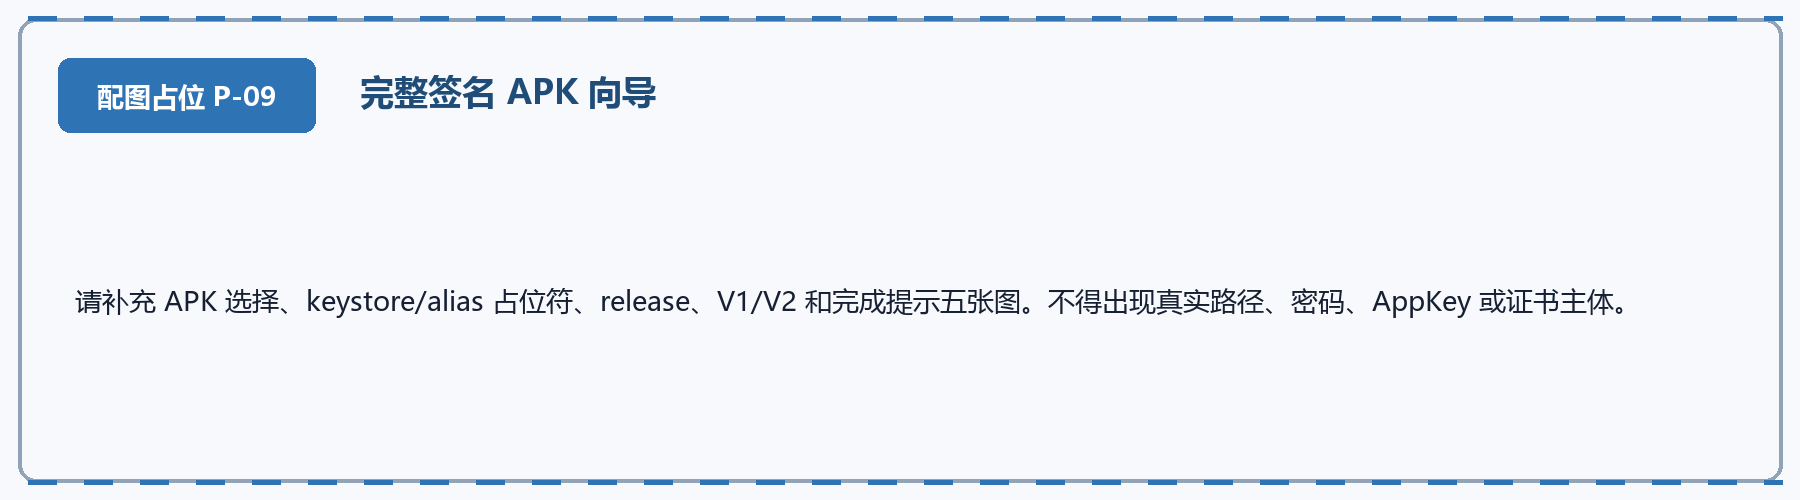 配图占位 P-09
完整签名 APK 向导
请补充 APK 选择、keystore/alias 占位符、release、V1/V2 和完成提示五张图。不得出现真实路径、密码、AppKey 或证书主体。